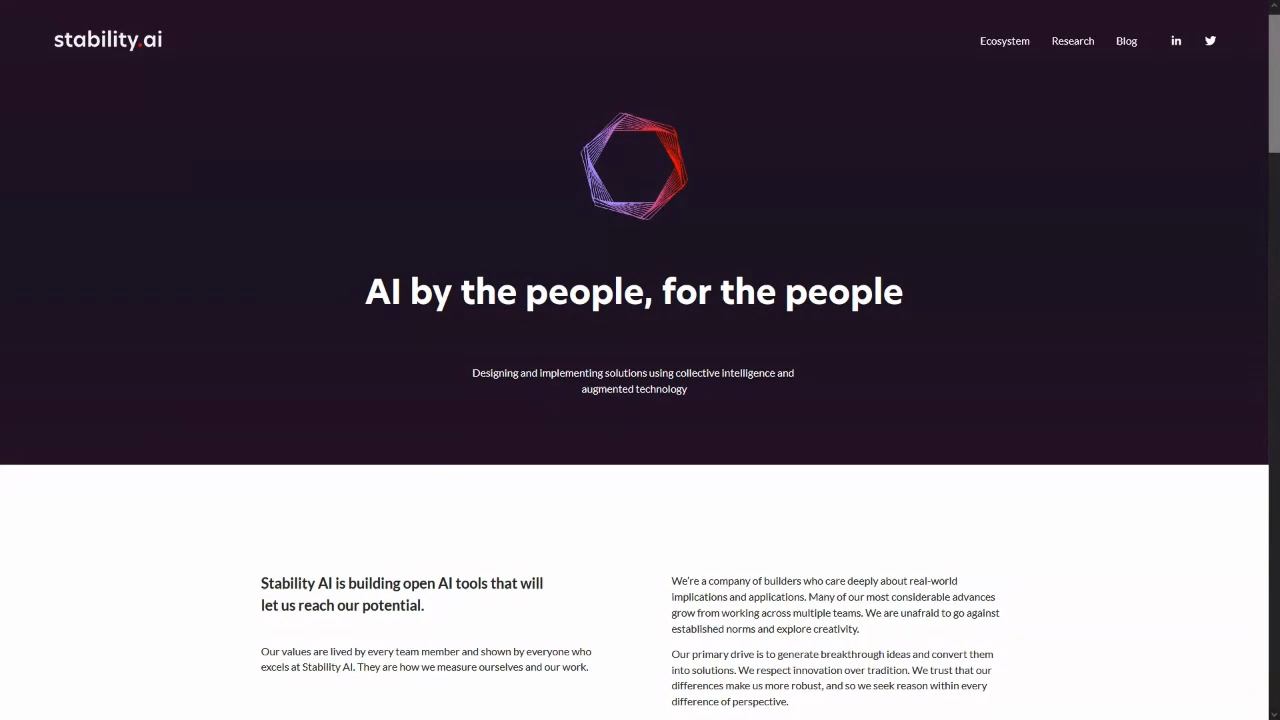 stability.ai
Ecosystem
Research
Blog
in
AI by the people, for the people
Designing and implementing solutions using collective intelligence and
augmented technology
Stability AI is building open AI tools that will
let us reach our potential.
Our values are lived by every team member and shown by everyone who
excels at Stability AI. They are how we measure ourselves and our work.
We're a company of builders who care deeply about real-world
implications and applications. Many of our most considerable advances
grow from working across multiple teams. We are unafraid to go against
established norms and explore creativity.
Our primary drive is to generate breakthrough ideas and convert them
into solutions. We respect innovation over tradition. We trust that our
differences make us more robust, and so we seek reason within every
difference of perspective.